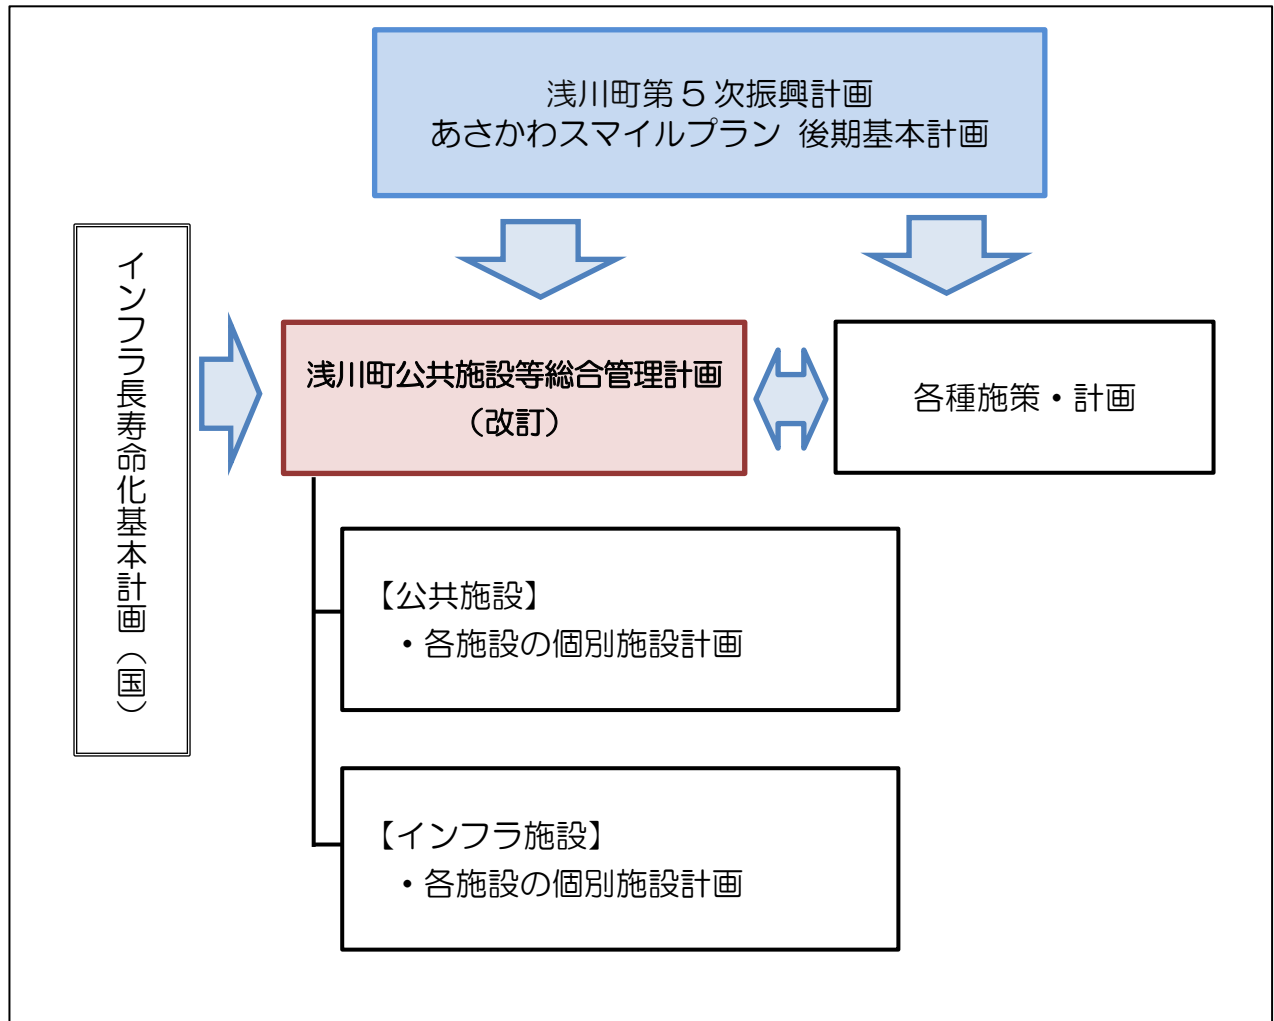 浅川町第5次振興計画
あさかわスマイルプラン 後期基本計画
インフラ長寿命化基本計画（国）
浅川町公共施設等総合管理計画
（改訂）
各種施策・計画
【公共施設】
・各施設の個別施設計画
【インフラ施設】
・各施設の個別施設計画